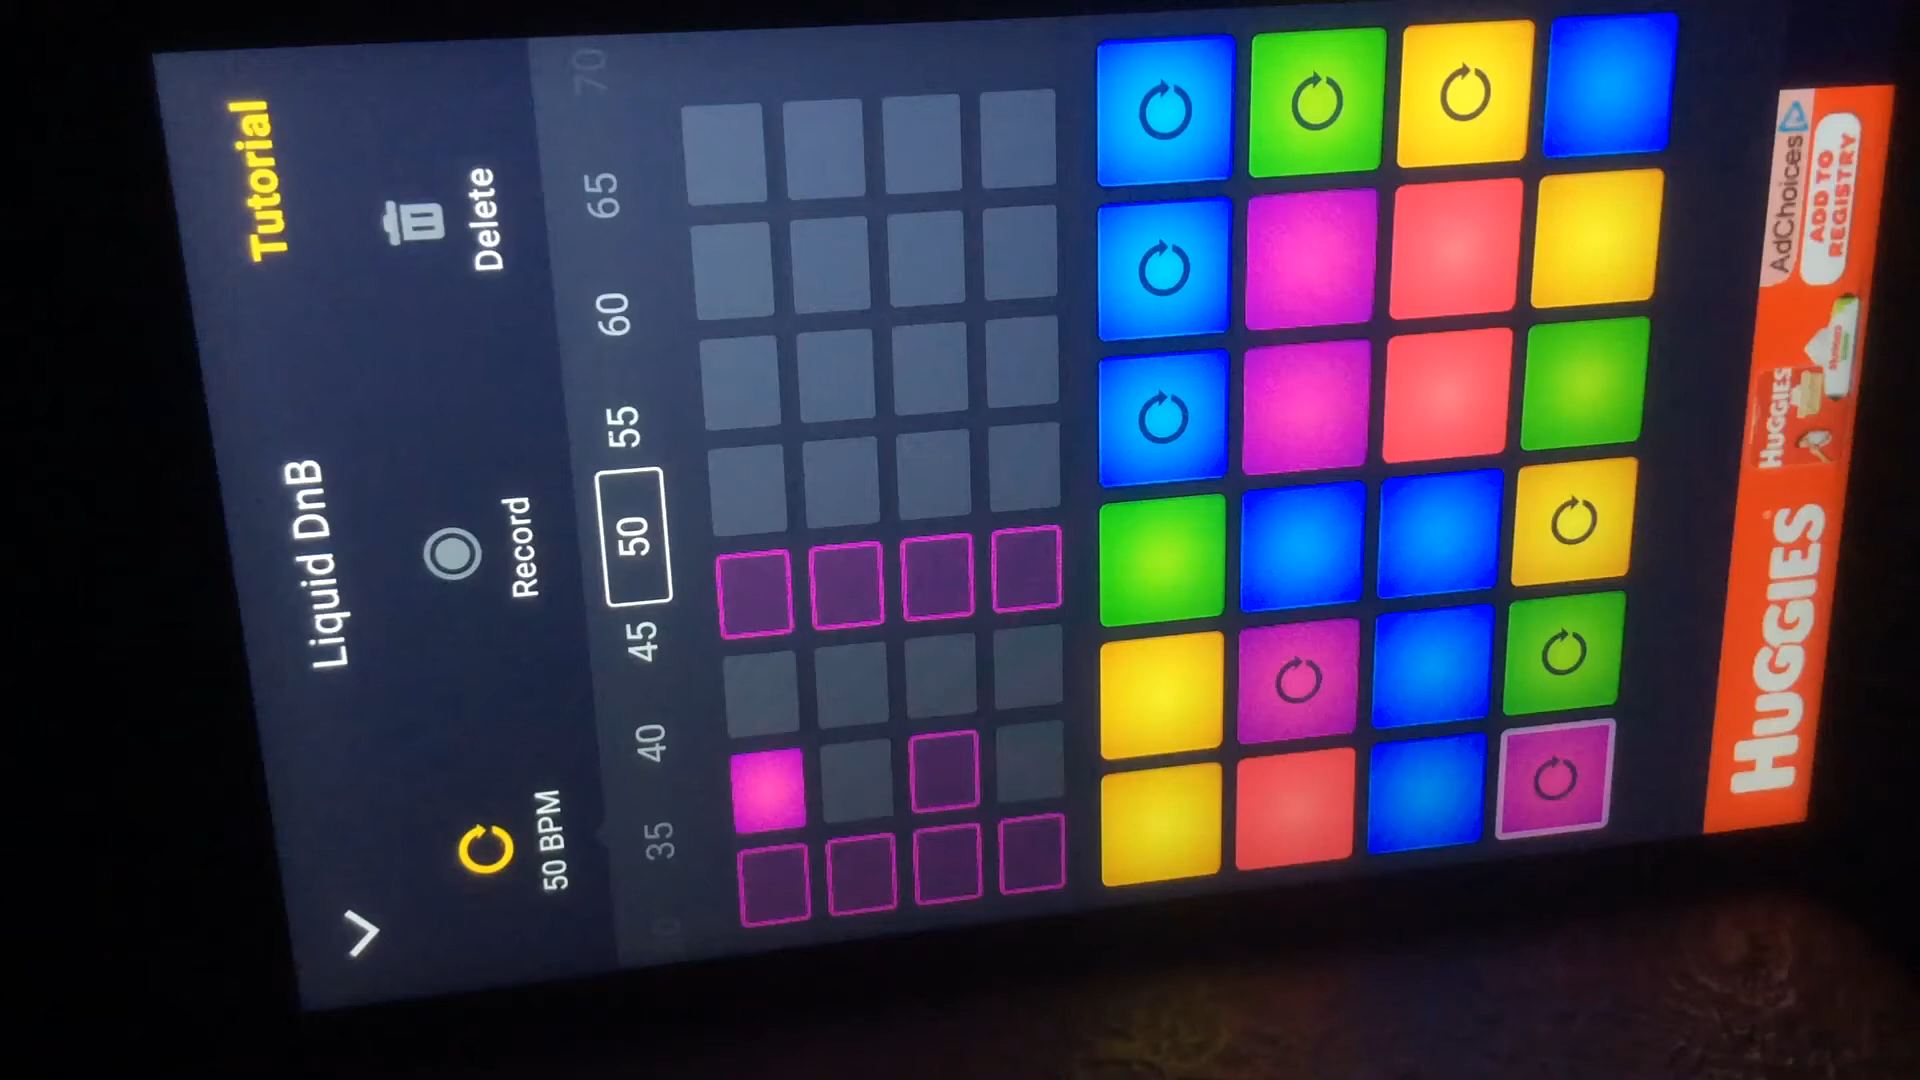 Liquid DnB
Tutorial
50 BPM
Record
Delete
35 40 45 50 55 60 65 70
HUGGIES
HUGGIES
AdChoices
ADD TO
REGISTRY